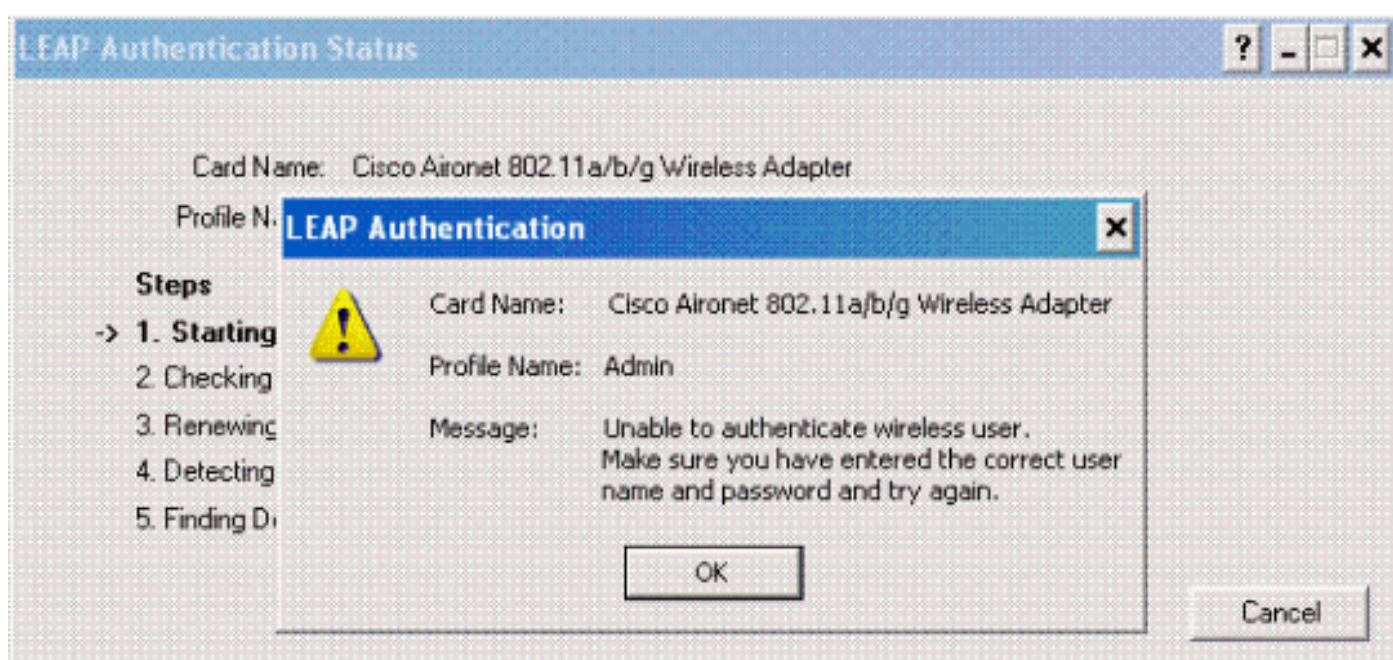 LEAP Authentication Status
? - x
Card Name: Cisco Aironet 802.11a/b/g Wireless Adapter
Profile
Steps
-> 1. Starting
2. Checking
3. Renewing
4. Detecting
5. Finding
LEAP Authentication
Card Name: Cisco Aironet 802.11a/b/g Wireless Adapter
Profile Name: Admin
Message: Unable to authenticate wireless user.
Make sure you have entered the correct user
name and password and try again.
OK
Cancel